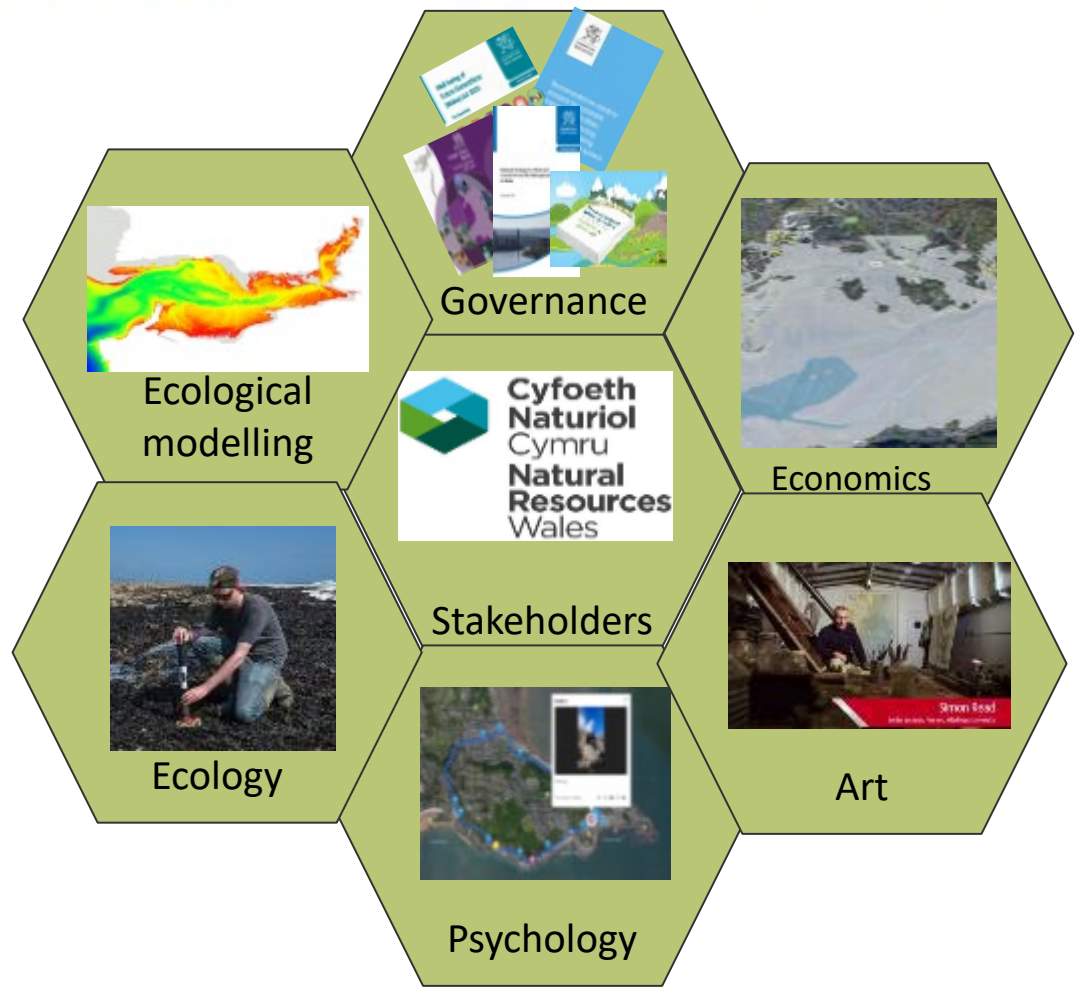 Governance
Ecological
modelling
Cyfoeth
Naturiol
Cymru
Natural
Resources
Wales
Economics
Stakeholders
Ecology
Simon Read
Art
Psychology